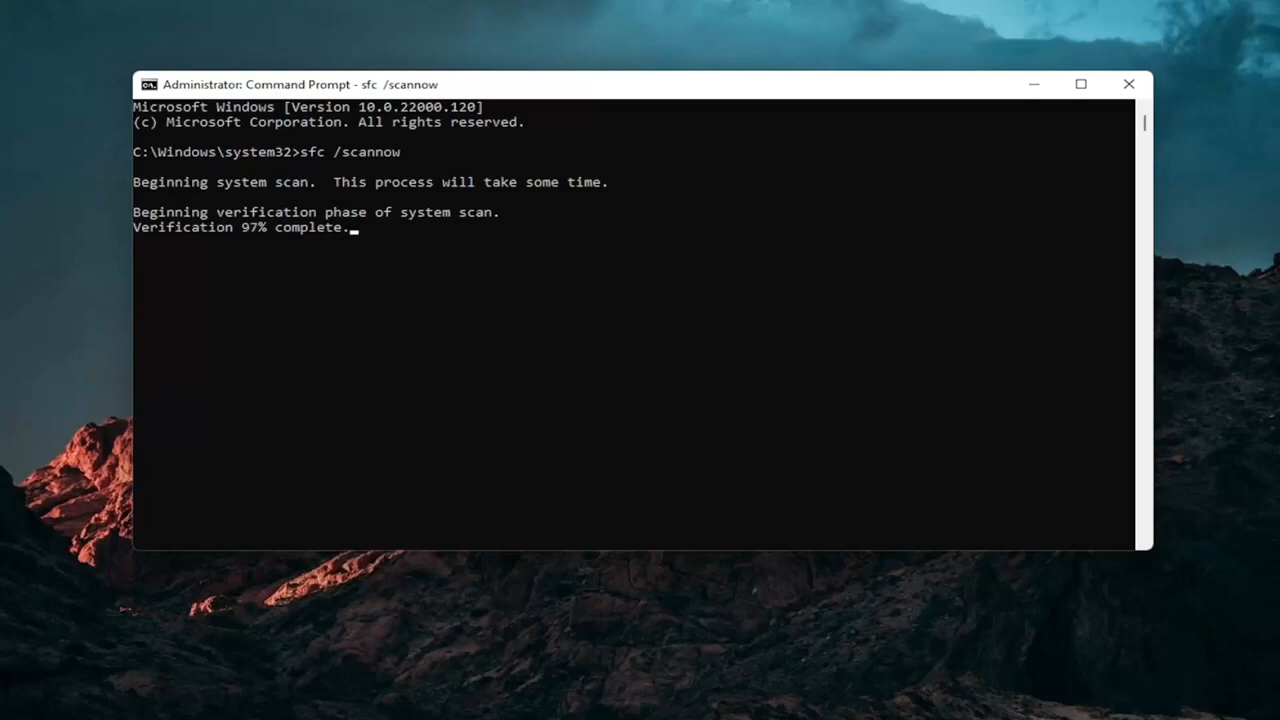 Administrator: Command Prompt - sfc  /scannow
Microsoft Windows [Version 10.0.22000.120]
(c) Microsoft Corporation. All rights reserved.
C:\Windows\system32>sfc /scannow
Beginning system scan.  This process will take some time.
Beginning verification phase of system scan.
Verification 97% complete.